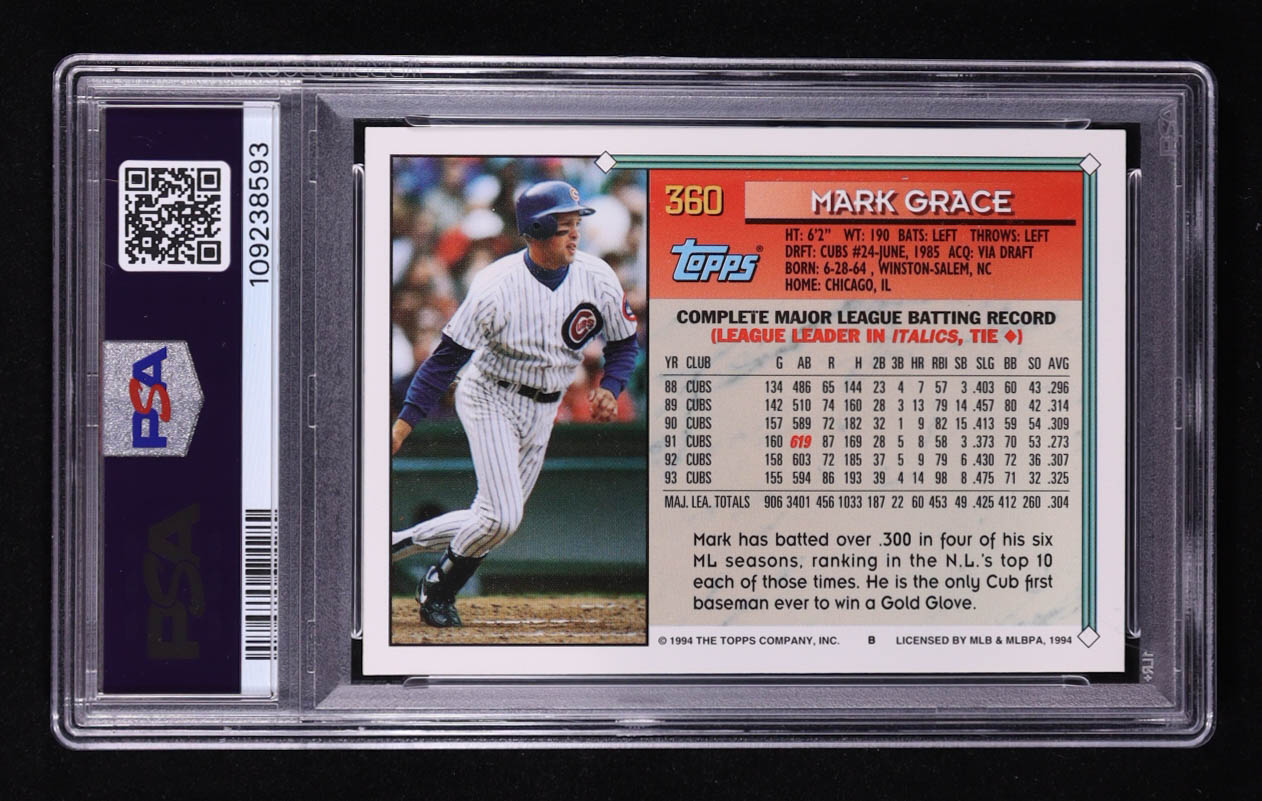 109238593
PSA
PSA
360 MARK GRACE
topps®
HT: 6'2" WT: 190 BATS: LEFT THROWS: LEFT
DRFT: CUBS #24-JUNE, 1985 ACQ: VIA DRAFT
BORN: 6-28-64 , WINSTON-SALEM, NC
HOME: CHICAGO, IL
COMPLETE MAJOR LEAGUE BATTING RECORD
(LEAGUE LEADER IN ITALICS, TIE ◆)
YR CLUB G AB R H 2B 3B HR RBI SB SLG BB SO AVG
88 CUBS 134 486 65 144 23 4 7 57 3 .403 60 43 .296
89 CUBS 142 510 74 160 28 3 13 79 14 .457 80 42 .314
90 CUBS 157 589 72 182 32 1 9 82 15 .413 59 54 .309
91 CUBS 160 619 87 169 28 5 8 58 3 .373 70 53 .273
92 CUBS 158 603 72 185 37 5 9 79 6 .430 72 36 .307
93 CUBS 155 594 86 193 39 4 14 98 8 .475 71 32 .325
MAJ. LEA. TOTALS 906 3401 456 1033 187 22 60 453 49 .425 412 260 .304
Mark has batted over .300 in four of his six
ML seasons, ranking in the N.L.'s top 10
each of those times. He is the only Cub first
baseman ever to win a Gold Glove.
© 1994 THE TOPPS COMPANY, INC. B LICENSED BY MLB & MLBPA, 1994
CUBS